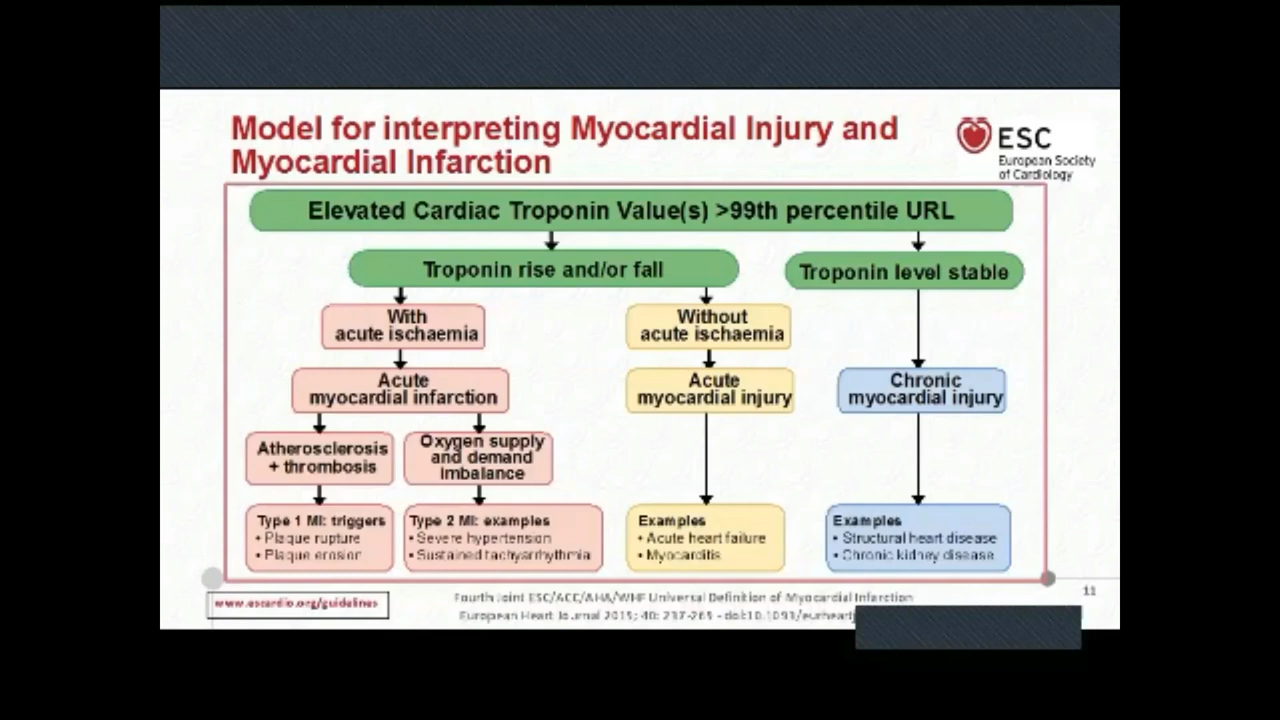 Model for interpreting Myocardial Injury and
Myocardial Infarction
ESC
European Society
of Cardiology
Elevated Cardiac Troponin Value(s) >99th percentile URL
Troponin rise and/or fall
Troponin level stable
With
acute ischaemia
Without
acute ischaemia
Acute
myocardial infarction
Acute
myocardial injury
Chronic
myocardial injury
Atherosclerosis
+ thrombosis
Oxygen supply
and demand
imbalance
Type 1 MI: triggers
• Plaque rupture
• Plaque erosion
Type 2 MI: examples
• Severe hypertension
• Sustained tachyarrhythmia
Examples
• Acute heart failure
• Myocarditis
Examples
• Structural heart disease
• Chronic kidney disease
www.escardio.org/guidelines
Fourth Joint ESC/ACC/AHA/WHF Universal Definition of Myocardial Infarction
European Heart Journal 40; 237-269 - doi:10.1093/eurheartj
11